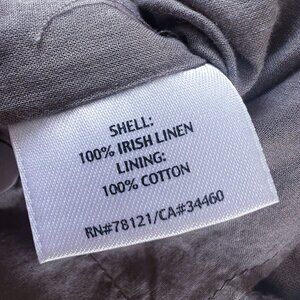 SHELL:
100% IRISH LINEN
LINING:
100% COTTON
RN#78121/CA#34460